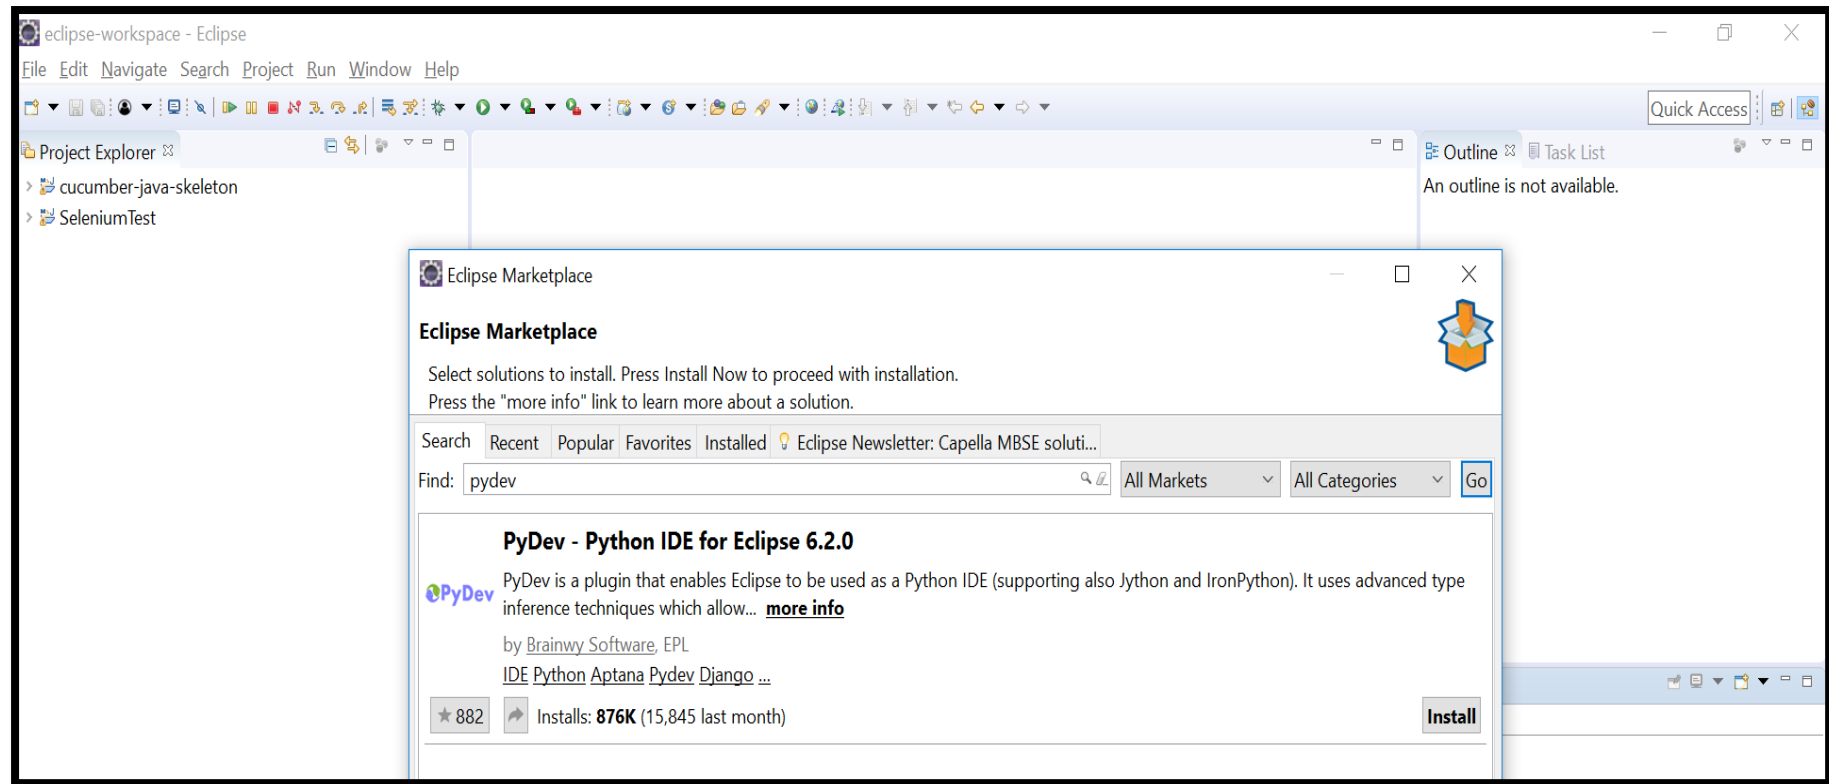 eclipse-workspace - Eclipse
File Edit Navigate Search Project Run Window Help
Quick Access
Project Explorer
Outline Task List
cucumber-java-skeleton
An outline is not available.
SeleniumTest
Eclipse Marketplace
Eclipse Marketplace
Select solutions to install. Press Install Now to proceed with installation.
Press the "more info" link to learn more about a solution.
Search Recent Popular Favorites Installed Eclipse Newsletter: Capella MBSE soluti...
Find: pydev All Markets All Categories Go
PyDev - Python IDE for Eclipse 6.2.0
PyDev is a plugin that enables Eclipse to be used as a Python IDE (supporting also Jython and IronPython). It uses advanced type
PyDev
inference techniques which allow... more info
by Brainwy Software, EPL
IDE Python Aptana Pydev Django ...
882 Installs: 876K (15,845 last month) Install